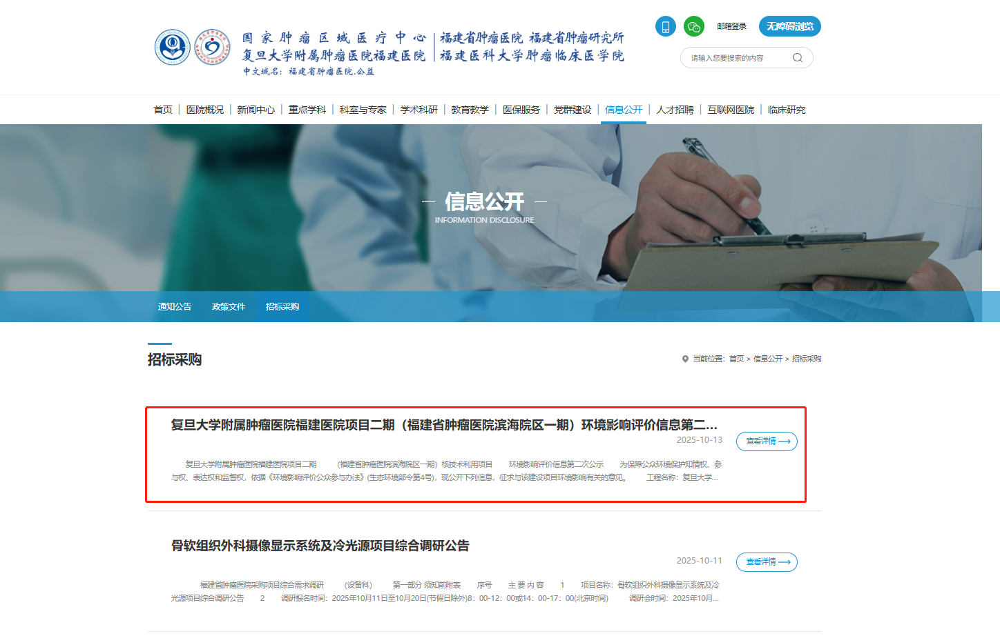 国家肿瘤区域医疗中心
复旦大学附属肿瘤医院福建医院
福建省肿瘤医院 福建省肿瘤研究所
福建医科大学肿瘤临床医学院
中文域名：福建省肿瘤医院.公益
邮箱登录
无障碍浏览
请输入您要搜索的内容
首页 | 医院概况 | 新闻中心 | 重点学科 | 科室与专家 | 学术科研 | 教育教学 | 医保服务 | 党群建设 | 信息公开 | 人才招聘 | 互联网医院 | 临床研究
信息公开
INFORMATION DISCLOSURE
通知公告 政策文件 招标采购
招标采购
当前位置：首页 > 信息公开 > 招标采购
复旦大学附属肿瘤医院福建医院项目二期（福建省肿瘤医院滨海院区一期）环境影响评价信息第二...
2025-10-13
查看详情
复旦大学附属肿瘤医院福建医院项目二期 （福建省肿瘤医院滨海院区一期）核技术利用项目 环境影响评价信息第二次公示 为保障公众环境保护知情权、参
与权、表达权和监督权，依据《环境影响评价公众参与办法》(生态环境部令第4号)，现公开下列信息，征求与该建设项目环境影响有关的意见。 工程名称：复旦大学...
骨软组织外科摄像显示系统及冷光源项目综合调研公告
2025-10-11
查看详情
福建省肿瘤医院采购项目综合需求调研 （设备科） 第一部分 须知前附表 序号 主 要 内 容 1 项目名称：骨软组织外科摄像显示系统及冷
光源项目综合调研公告 2 调研报名时间：2025年10月11日至10月20日(节假日除外)8：00-12：00或14：00-17：00(北京时间) 调研会时间：2025年10月...